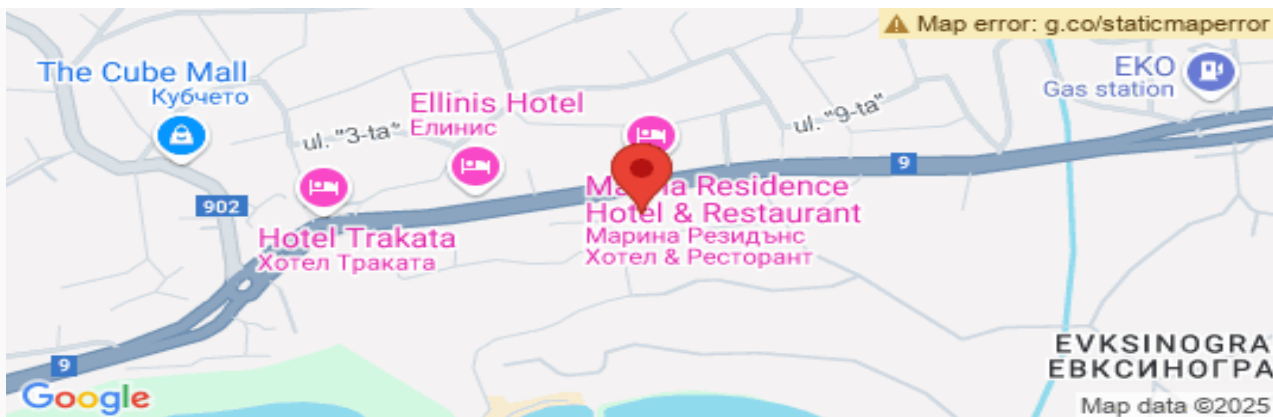 Map error: g.co/staticmaperror
The Cube Mall
Кубчето
EKO
Gas station
Ellinis Hotel
Елинис
ul. "3-ta"
ul. "9-ta"
9
902
Hotel Trakata
Хотел Траката
Marina Residence
Hotel & Restaurant
Марина Резидънс
Хотел & Ресторант
9
EVKSINOGRA
ЕВКСИНОГРА
Google
Map data ©2025